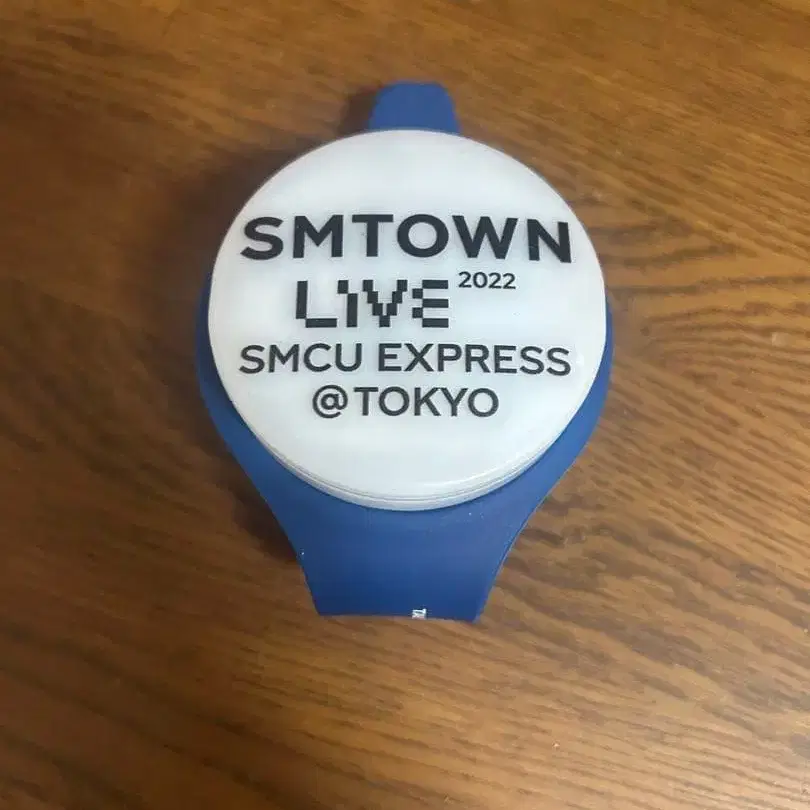 SMTOWN
LIVE 2022
SMCU EXPRESS
@TOKYO